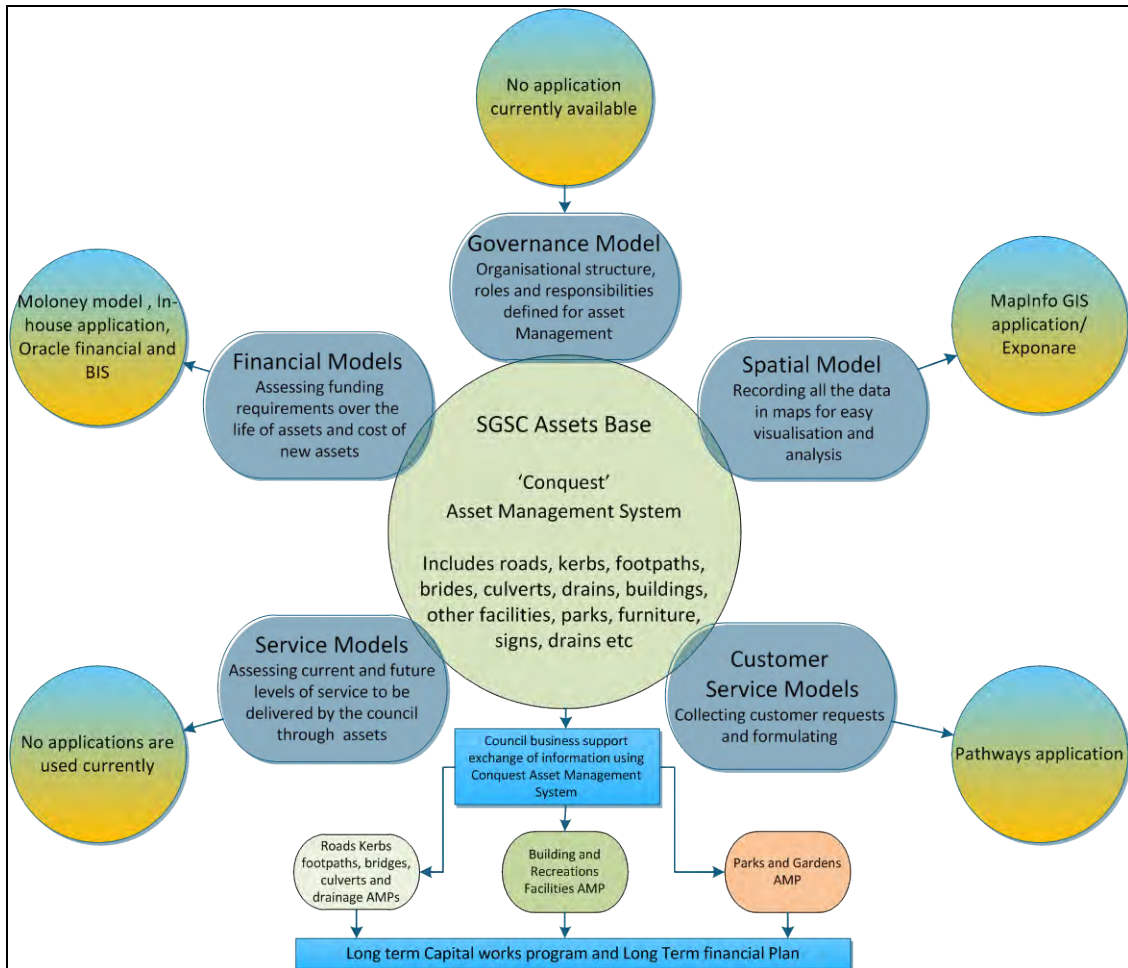 No application
currently available
Governance Model
Organisational structure,
roles and responsibilities
defined for asset
Management
Moloney model , In-
house application,
Oracle financial and
BIS
Financial Models
Assessing funding
requirements over the
life of assets and cost of
new assets
MapInfo GIS
application/
Exponare
Spatial Model
Recording all the data
in maps for easy
visualisation and
analysis
SGSC Assets Base
‘Conquest’
Asset Management System
Includes roads, kerbs, footpaths,
brides, culverts, drains, buildings,
other facilities, parks, furniture,
signs, drains etc
Service Models
Assessing current and future
levels of service to be
delivered by the council
through assets
No applications are
used currently
Customer
Service Models
Collecting customer requests
and formulating
Pathways application
Council business support
exchange of information using
Conquest Asset Management
System
Roads Kerbs
footpaths, bridges,
culverts and
drainage AMPs
Building and
Recreations
Facilities AMP
Parks and Gardens
AMP
Long term Capital works program and Long Term financial Plan